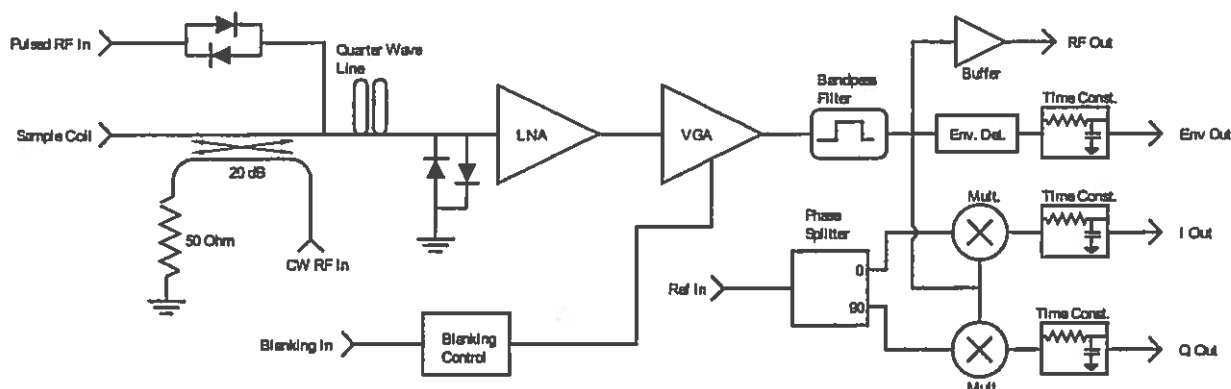 Pulsed RF In
Quarter Wave
Line
Sample Coil
20 dB
50 Ohm
CW RF In
LNA
VGA
Bandpass
Filter
Buffer
RF Out
Env. Det.
Time Const.
Env Out
Mult.
Time Const.
I Out
Phase
Splitter
0
90
Ref In
Blanking In
Blanking
Control
Time Const.
Q Out
Mult.